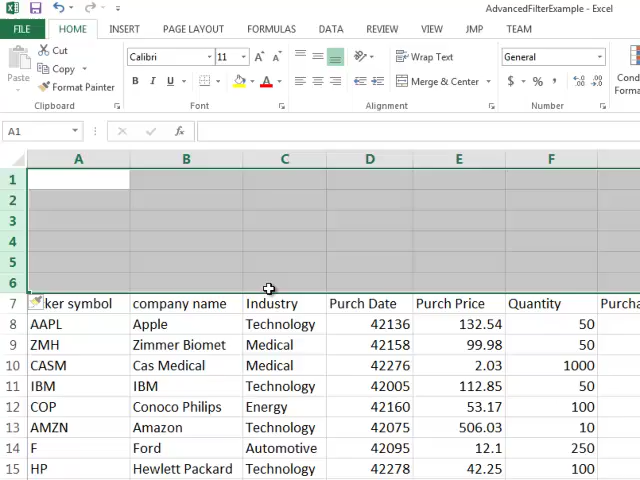 AdvancedFilterExample - Excel
FILE HOME INSERT PAGE LAYOUT FORMULAS DATA REVIEW VIEW JMP TEAM
Paste Cut Copy Format Painter
Calibri 11 A A Wrap Text General
B I U A Merge & Center $ % , .00
Clipboard Font Alignment Number
A1 fx
A B C D E F
1
2
3
4
5
6
7 ker symbol company name Industry Purch Date Purch Price Quantity Purcha
8 AAPL Apple Technology 42136 132.54 50
9 ZMH Zimmer Biomet Medical 42158 99.98 50
10 CASM Cas Medical Medical 42276 2.03 1000
11 IBM IBM Technology 42005 112.85 50
12 COP Conoco Philips Energy 42160 53.17 100
13 AMZN Amazon Technology 42075 506.03 10
14 F Ford Automotive 42095 12.1 250
15 HP Hewlett Packard Technology 42278 42.25 100